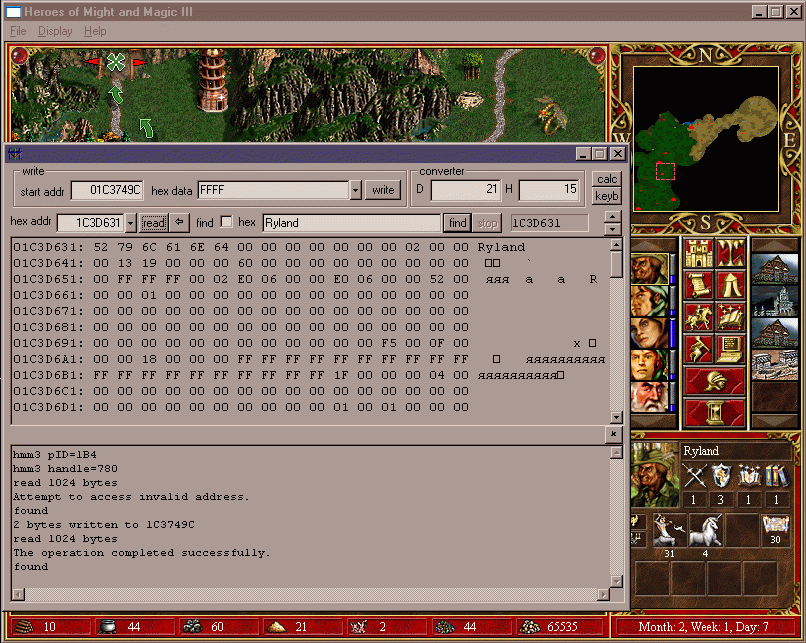 Heroes of Might and Magic III
File Display Help
N
W
E
S
write
start addr 01C3749C hex data FFFF write
converter
D 21 H 15
calc
keyb
hex addr 1C3D631 read find hex Ryland find stop 1C3D631
01C3D631: 52 79 6C 61 6E 64 00 00 00 00 00 00 00 02 00 00 Ryland
01C3D641: 00 13 19 00 00 00 60 00 00 00 00 00 00 00 00 00 □□ `
01C3D651: 00 FF FF FF 00 02 E0 06 00 00 E0 06 00 00 52 00 яяя а а R
01C3D661: 00 00 01 00 00 00 00 00 00 00 00 00 00 00 00 00
01C3D671: 00 00 00 00 00 00 00 00 00 00 00 00 00 00 00 00
01C3D681: 00 00 00 00 00 00 00 00 00 00 00 00 00 00 00 00
01C3D691: 00 00 00 00 00 00 00 00 00 00 00 00 F5 00 0F 00 х □
01C3D6A1: 00 00 18 00 00 00 FF FF FF FF FF FF FF FF FF FF □ яяяяяяяяяя
01C3D6B1: FF FF FF FF FF FF FF FF FF FF 1F 00 00 00 04 00 яяяяяяяяяя□
01C3D6C1: 00 00 00 00 00 00 00 00 00 00 00 00 00 00 00 00
01C3D6D1: 00 00 00 00 00 00 00 00 00 00 01 00 01 00 00 00
hmm3 pID=1B4
hmm3 handle=780
read 1024 bytes
Attempt to access invalid address.
found
2 bytes written to 1C3749C
read 1024 bytes
The operation completed successfully.
found
Ryland
1 3 1 1
31 4 30
10 44 60 21 2 44 65535
Month: 2, Week: 1, Day: 7